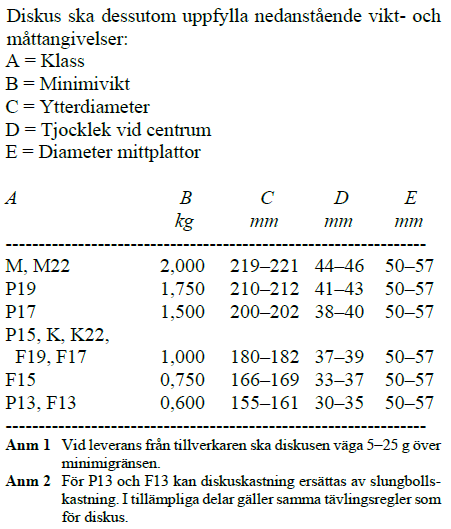 Diskus ska dessutom uppfylla nedanstående vikt- och
måttangivelser:
A = Klass
B = Minimivikt
C = Ytterdiameter
D = Tjocklek vid centrum
E = Diameter mittplattor
A B C D E
kg mm mm mm
M, M22 2,000 219–221 44–46 50–57
P19 1,750 210–212 41–43 50–57
P17 1,500 200–202 38–40 50–57
P15, K, K22,
F19, F17 1,000 180–182 37–39 50–57
F15 0,750 166–169 33–37 50–57
P13, F13 0,600 155–161 30–35 50–57
Anm 1 Vid leverans från tillverkaren ska diskusen väga 5–25 g över
minimigränsen.
Anm 2 För P13 och F13 kan diskuskastning ersättas av slungbolls-
kastning. I tillämpliga delar gäller samma tävlingsregler som
för diskus.